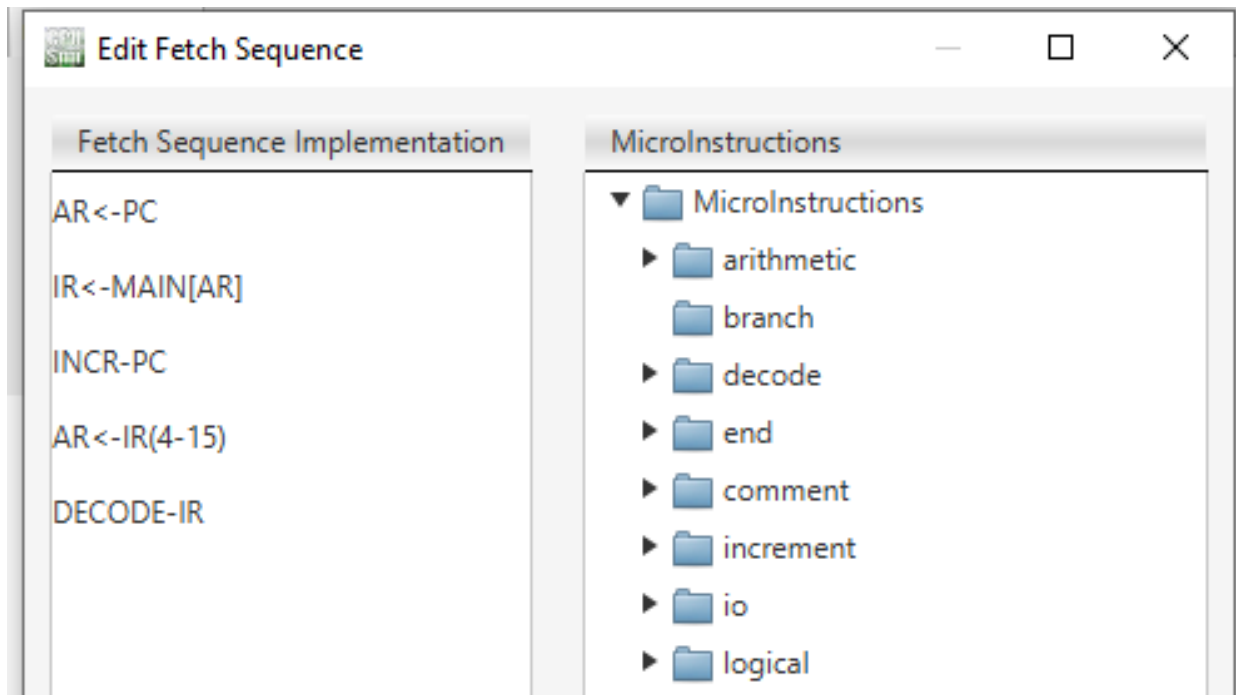 Edit Fetch Sequence
Fetch Sequence Implementation
AR<-PC
IR<-MAIN[AR]
INCR-PC
AR<-IR(4-15)
DECODE-IR
MicroInstructions
MicroInstructions
arithmetic
branch
decode
end
comment
increment
io
logical